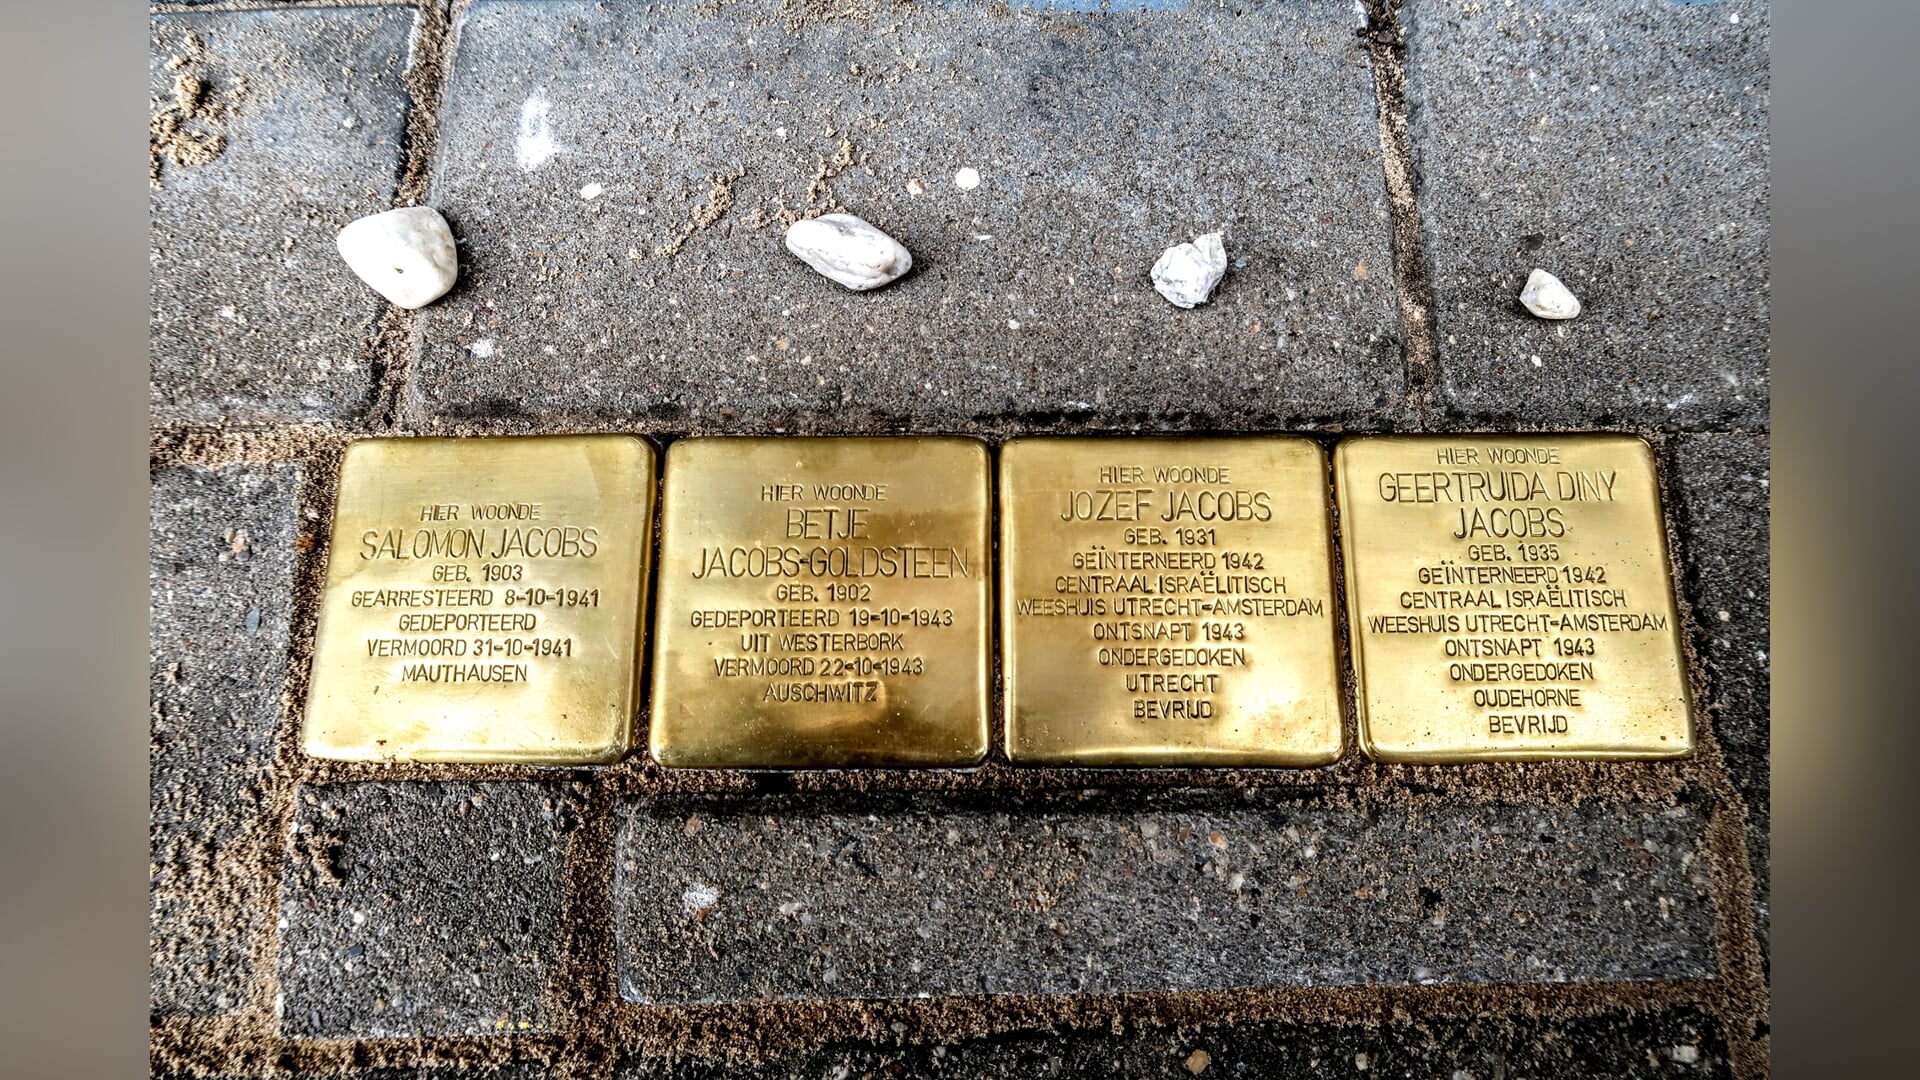 HIER WOONDE
SALOMON JACOBS
GEB. 1903
GEARRESTEERD 8-10-1941
GEDEPORTEERD
VERMOORD 31-10-1941
MAUTHAUSEN
HIER WOONDE
BETJE
JACOBS-GOLDSTEEN
GEB. 1902
GEDEPORTEERD 19-10-1943
UIT WESTERBORK
VERMOORD 22-10-1943
AUSCHWITZ
HIER WOONDE
JOZEF JACOBS
GEB. 1931
GEÏNTERNEERD 1942
CENTRAAL ISRAËLITISCH
WEESHUIS UTRECHT-AMSTERDAM
ONTSNAPT 1943
ONDERGEDOKEN
UTRECHT
BEVRIJD
HIER WOONDE
GEERTRUIDA DINY
JACOBS
GEB. 1935
GEÏNTERNEERD 1942
CENTRAAL ISRAËLITISCH
WEESHUIS UTRECHT-AMSTERDAM
ONTSNAPT 1943
ONDERGEDOKEN
OUDEHORNE
BEVRIJD